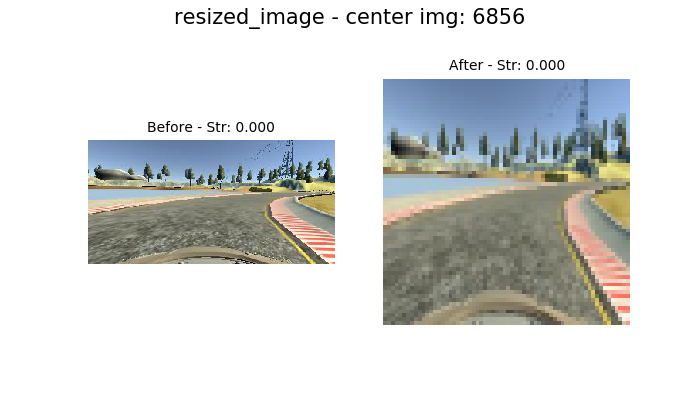 resized_image - center img: 6856
Before - Str: 0.000
After - Str: 0.000